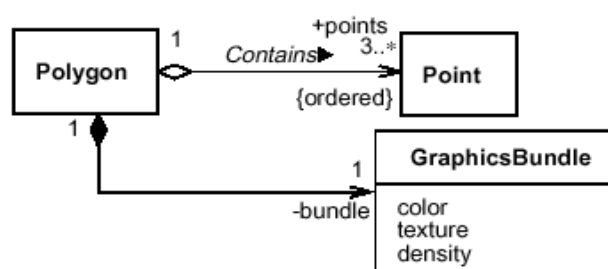 +points
1
3..*
Contains
Polygon
Point
{ordered}
1
GraphicsBundle
1
-bundle
color
texture
density